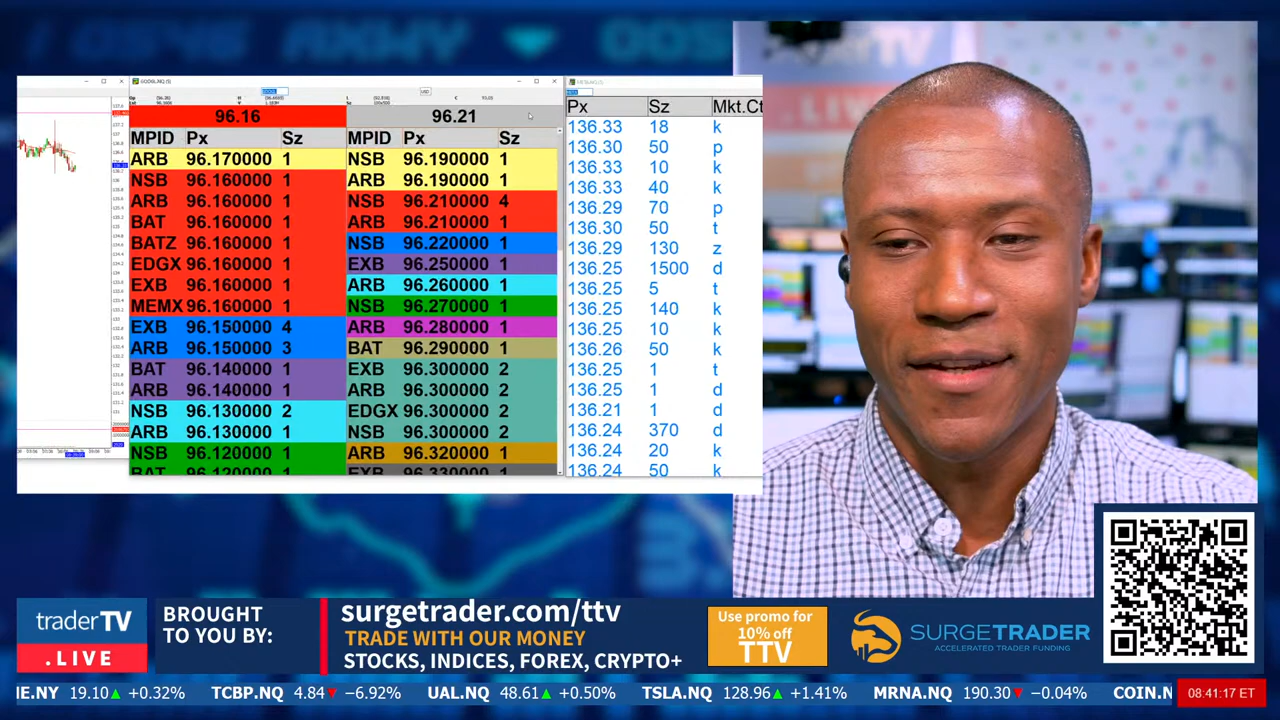 96.16 96.21
MPID Px Sz MPID Px Sz
ARB 96.170000 1 NSB 96.190000 1
NSB 96.160000 1 ARB 96.190000 1
ARB 96.160000 1 NSB 96.210000 4
BAT 96.160000 1 ARB 96.210000 1
BATZ 96.160000 1 NSB 96.220000 1
EDGX 96.160000 1 EXB 96.250000 1
EXB 96.160000 1 ARB 96.260000 1
MEMX 96.160000 1 NSB 96.270000 1
EXB 96.150000 4 ARB 96.280000 1
ARB 96.150000 3 BAT 96.290000 1
BAT 96.140000 1 EXB 96.300000 2
ARB 96.140000 1 ARB 96.300000 2
NSB 96.130000 2 EDGX 96.300000 2
ARB 96.130000 1 NSB 96.300000 2
NSB 96.120000 1 ARB 96.320000 1
BAT 96.110000 1 EXB 96.330000 1
Px Sz Mkt.Ct
136.33 18 k
136.30 50 p
136.33 10 k
136.33 40 k
136.29 70 p
136.30 50 t
136.29 130 z
136.25 1500 d
136.25 5 t
136.25 140 k
136.25 10 k
136.26 50 k
136.25 1 t
136.25 1 d
136.21 1 d
136.24 370 d
136.24 20 k
136.24 50 k
traderTV
.LIVE
BROUGHT
TO YOU BY:
surgetrader.com/ttv
TRADE WITH OUR MONEY
STOCKS, INDICES, FOREX, CRYPTO+
Use promo for
10% off
TTV
SURGETRADER
ACCELERATED TRADER FUNDING
IE.NY 19.10 ▲ +0.32% TCBP.NQ 4.84 ▼ -6.92% UAL.NQ 48.61 ▲ +0.50% TSLA.NQ 128.96 ▲ +1.41% MRNA.NQ 190.30 ▼ -0.04% COIN.N
08:41:17 ET